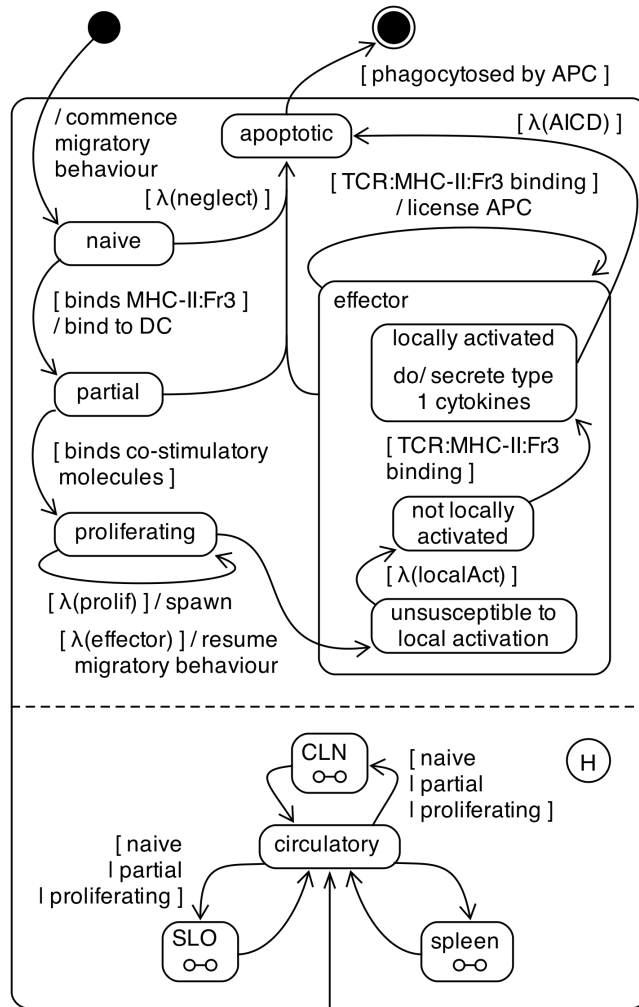 [ phagocytosed by APC ]
/ commence
migratory
behaviour
apoptotic
[ λ(AICD) ]
[ λ(neglect) ]
[ TCR:MHC-II:Fr3 binding ]
/ license APC
naive
effector
[ binds MHC-II:Fr3 ]
/ bind to DC
locally activated
do/ secrete type
1 cytokines
partial
[ binds co-stimulatory
molecules ]
[ TCR:MHC-II:Fr3
binding ]
proliferating
not locally
activated
[ λ(localAct) ]
[ λ(prolif) ] / spawn
unsusceptible to
local activation
[ λ(effector) ] / resume
migratory behaviour
CLN
[ naive
| partial
| proliferating ]
H
circulatory
[ naive
| partial
| proliferating ]
SLO
spleen